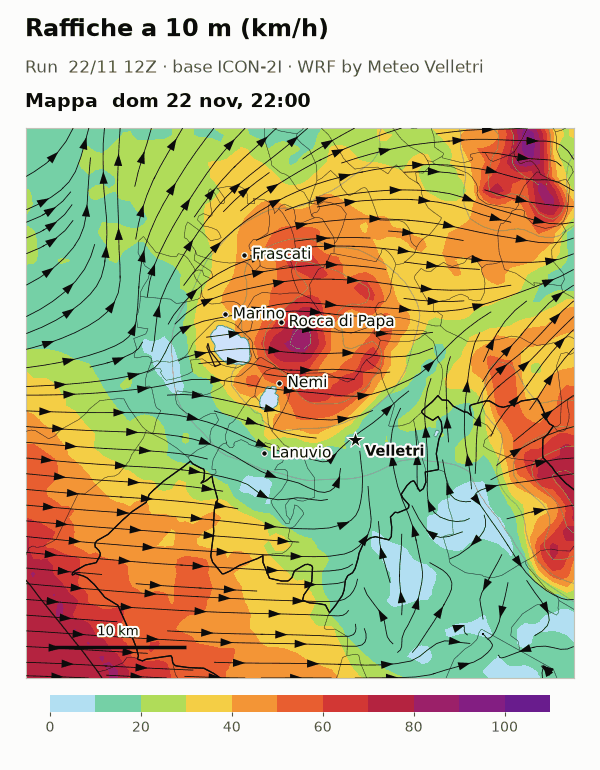 Raffiche a 10 m (km/h)
Run  22/11 12Z · base ICON-2I · WRF by Meteo Velletri
Mappa  dom 22 nov, 22:00
Frascati
Marino
Rocca di Papa
Nemi
Lanuvio
Velletri
10 km
0 20 40 60 80 100